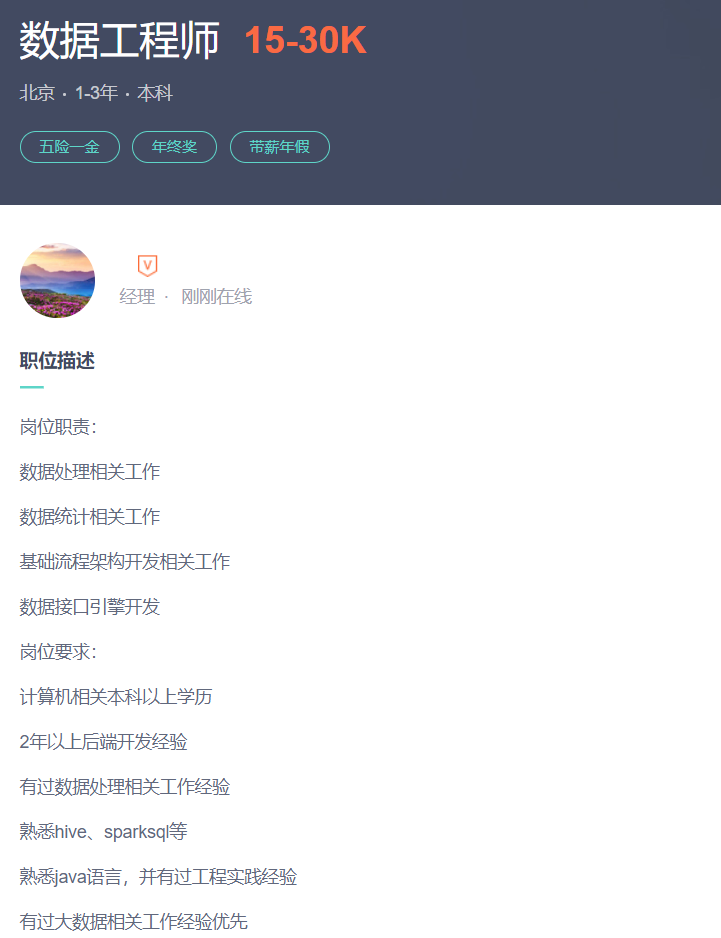 数据工程师 15-30K
北京·1-3年·本科
五险一金 年终奖 带薪年假
V
经理 · 刚刚在线
职位描述
岗位职责：
数据处理相关工作
数据统计相关工作
基础流程架构开发相关工作
数据接口引擎开发
岗位要求：
计算机相关本科以上学历
2年以上后端开发经验
有过数据处理相关工作经验
熟悉hive、sparksql等
熟悉java语言，并有过工程实践经验
有过大数据相关工作经验优先